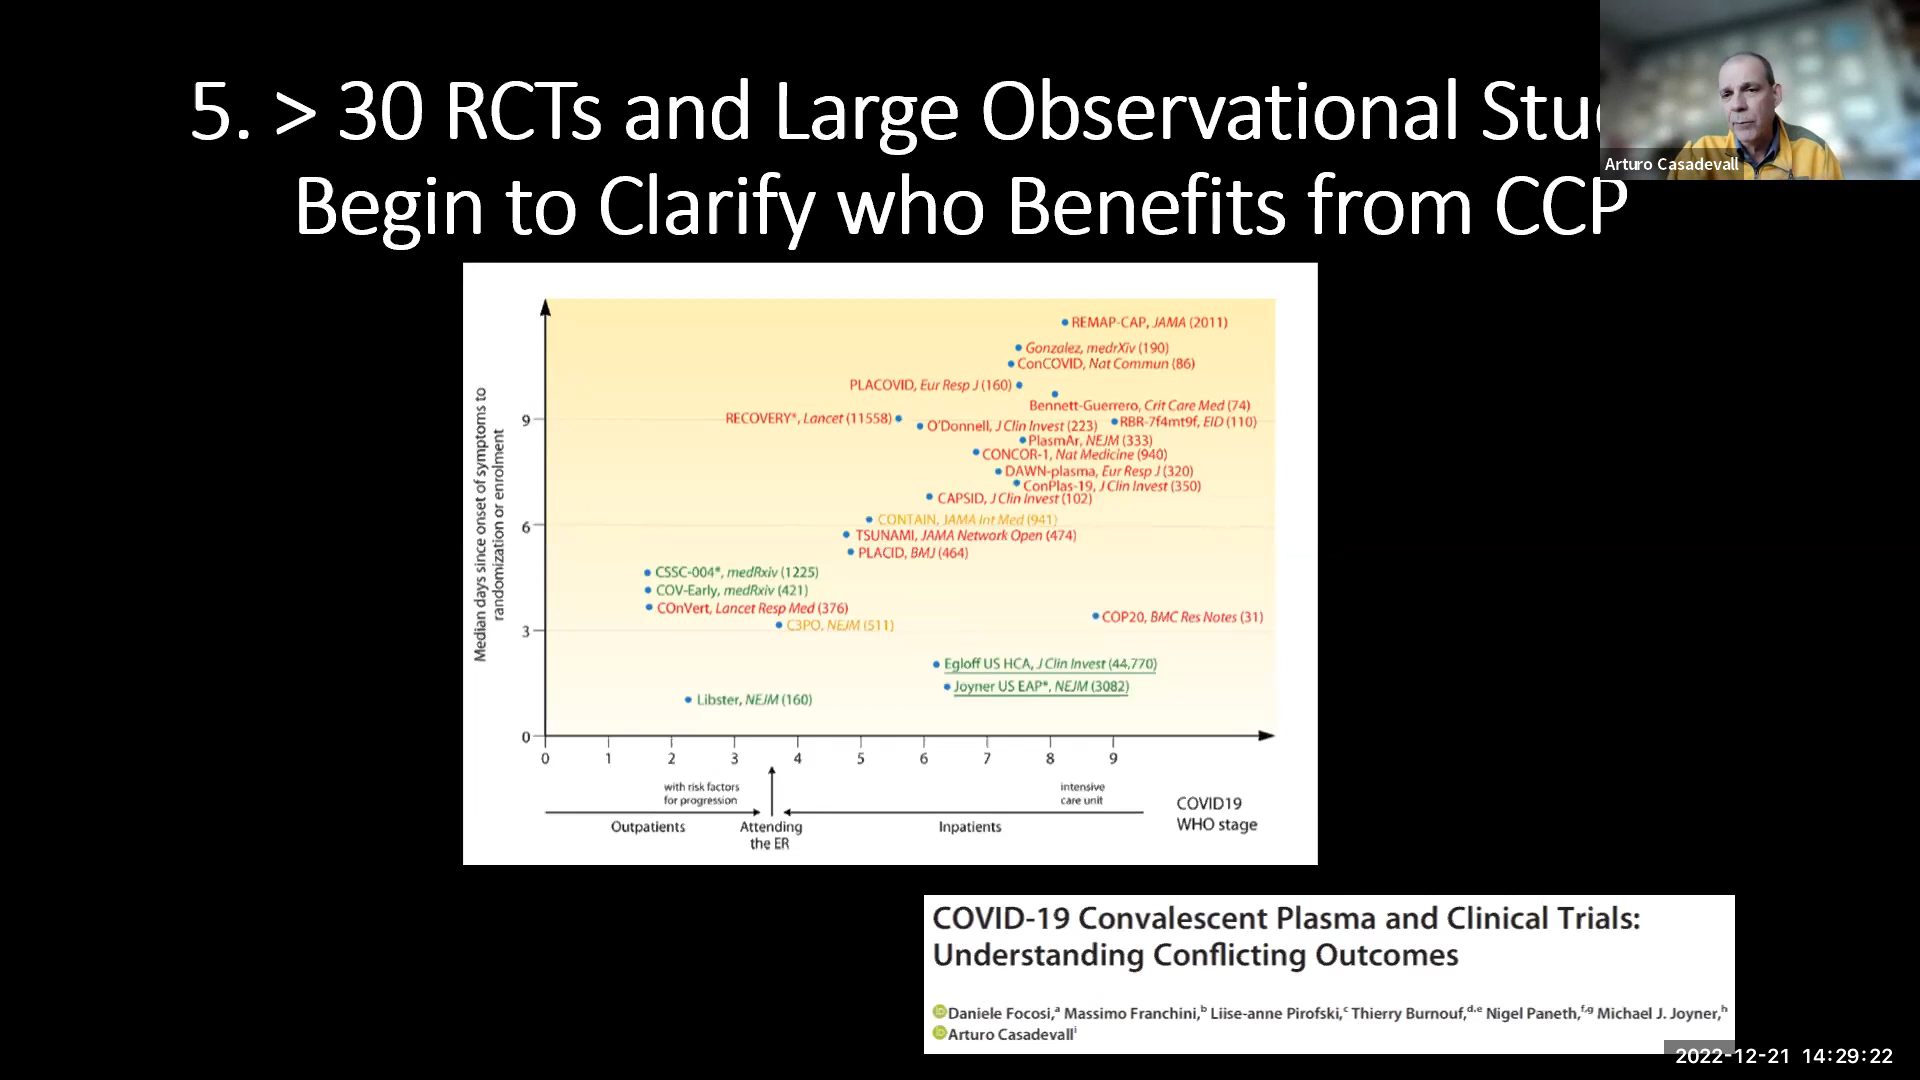 5. > 30 RCTs and Large Observational Stu
Begin to Clarify who Benefits from CCP
Arturo Casadevall
Median days since onset of symptoms to
randomization or enrolment
9
6
3
0
REMAP-CAP, JAMA (2011)
Gonzalez, medrXiv (190)
ConCOVID, Nat Commun (86)
PLACOVID, Eur Resp J (160)
Bennett-Guerrero, Crit Care Med (74)
RECOVERY*, Lancet (11558)
O'Donnell, J Clin Invest (223)
RBR-7f4mt9f, EID (110)
PlasmAr, NEJM (333)
CONCOR-1, Nat Medicine (940)
DAWN-plasma, Eur Resp J (320)
ConPlas-19, J Clin Invest (350)
CAPSID, J Clin Invest (102)
CONTAIN, JAMA Int Med (941)
TSUNAMI, JAMA Network Open (474)
PLACID, BMJ (464)
CSSC-004*, medRxiv (1225)
COV-Early, medRxiv (421)
COnVert, Lancet Resp Med (376)
COP20, BMC Res Notes (31)
C3PO, NEJM (511)
Egloff US HCA, J Clin Invest (44,770)
Joyner US EAP*, NEJM (3082)
Libster, NEJM (160)
0 1 2 3 4 5 6 7 8 9
with risk factors
for progression
intensive
care unit
Outpatients
Attending
the ER
Inpatients
COVID19
WHO stage
COVID-19 Convalescent Plasma and Clinical Trials:
Understanding Conflicting Outcomes
Daniele Focosi,a Massimo Franchini,b Liise-anne Pirofski,c Thierry Burnouf,d,e Nigel Paneth,f,g Michael J. Joyner,h
Arturo Casadevalli
2022-12-21 14:29:22